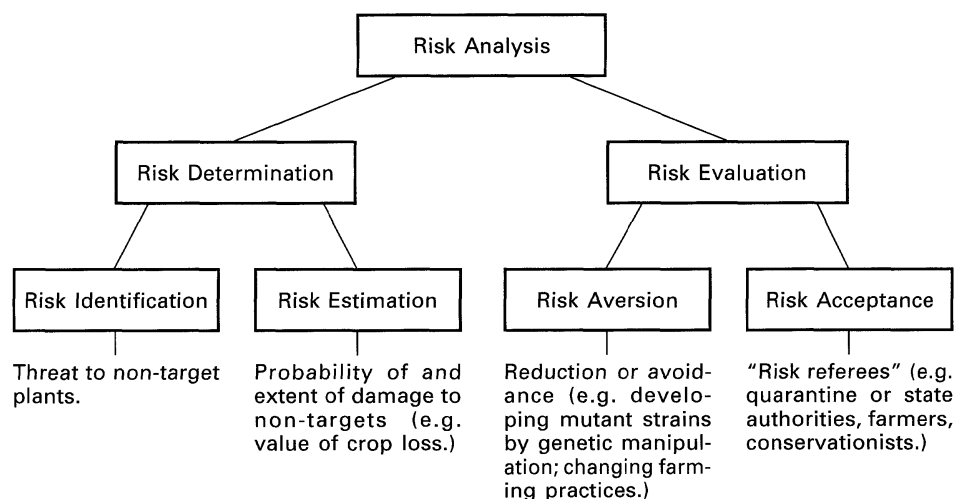 Risk Analysis
Risk Determination
Risk Evaluation
Risk Identification
Risk Estimation
Risk Aversion
Risk Acceptance
Threat to non-target
plants.
Probability of and
extent of damage to
non-targets (e.g.
value of crop loss.)
Reduction or avoid-
ance (e.g. develo-
ping mutant strains
by genetic manipul-
ation; changing farm-
ing practices.)
“Risk referees” (e.g.
quarantine or state
authorities, farmers,
conservationists.)